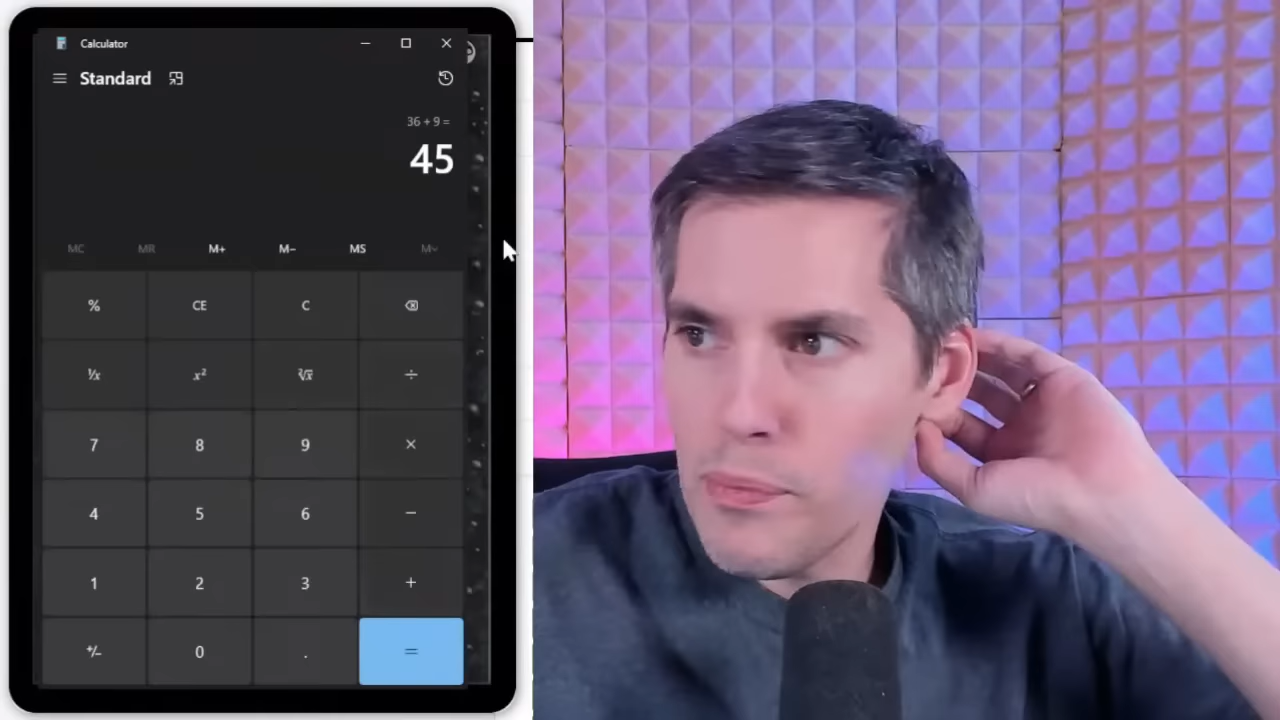 Calculator
Standard
36 + 9 =
45
MC MR M+ M− MS M˅
% CE C
¹⁄x x² ²√x ÷
7 8 9 ×
4 5 6 −
1 2 3 +
+/− 0 . =